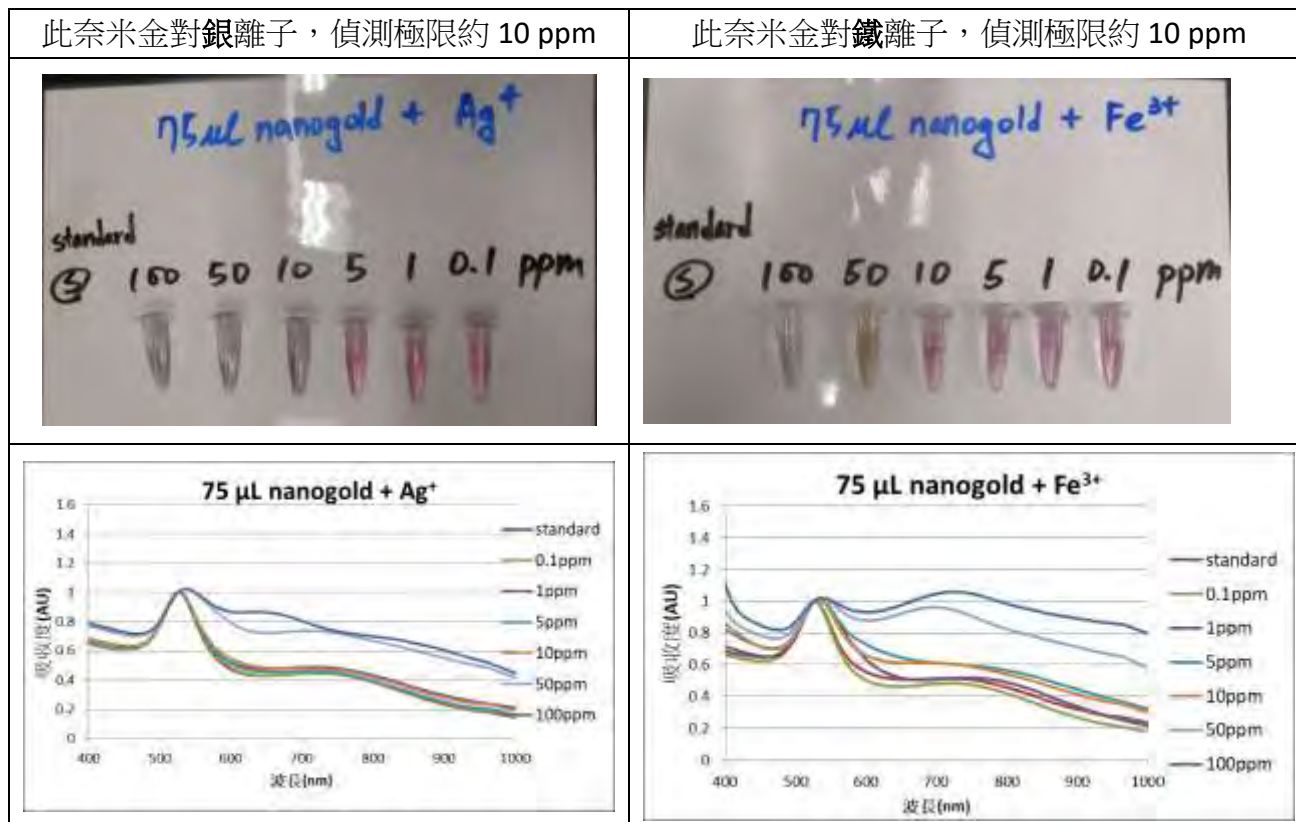 此奈米金對銀離子，偵測極限約 10 ppm
此奈米金對鐵離子，偵測極限約 10 ppm
75μL nanogold + Ag⁺
standard
Ⓢ 100 50 10 5 1 0.1 ppm
75μL nanogold + Fe³⁺
standard
Ⓢ 100 50 10 5 1 0.1 ppm
75 μL nanogold + Ag⁺
1.6
1.4
1.2
1
0.8
0.6
0.4
0.2
0
吸收度(AU)
400 500 600 700 800 900 1000
波長(nm)
standard
0.1ppm
1ppm
5ppm
10ppm
50ppm
100ppm
75 μL nanogold + Fe³⁺
1.6
1.4
1.2
1
0.8
0.6
0.4
0.2
0
吸收度(AU)
400 500 600 700 800 900 1000
波長(nm)
standard
0.1ppm
1ppm
5ppm
10ppm
50ppm
100ppm